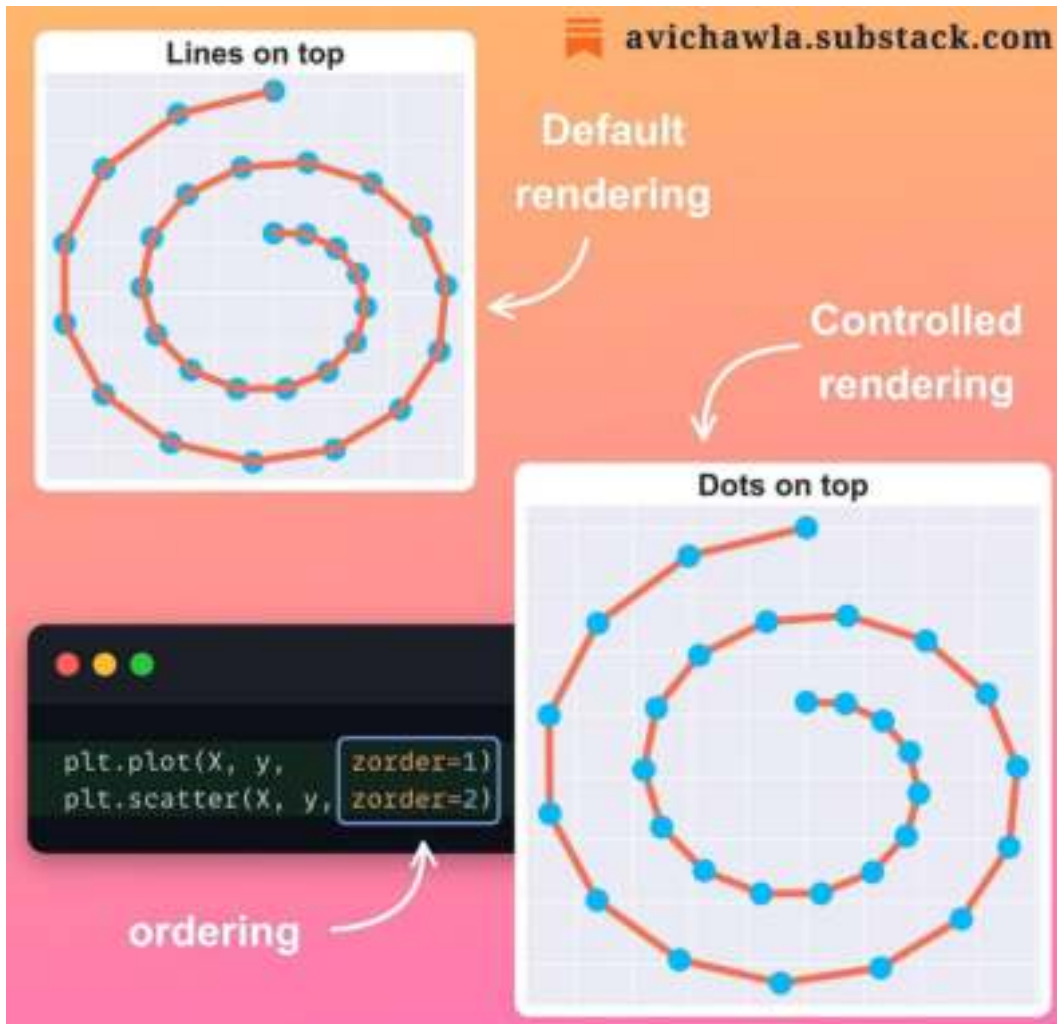 avichawla.substack.com
Lines on top
Default
rendering
Controlled
rendering
Dots on top
plt.plot(X, y,    zorder=1)
plt.scatter(X, y, zorder=2)
ordering